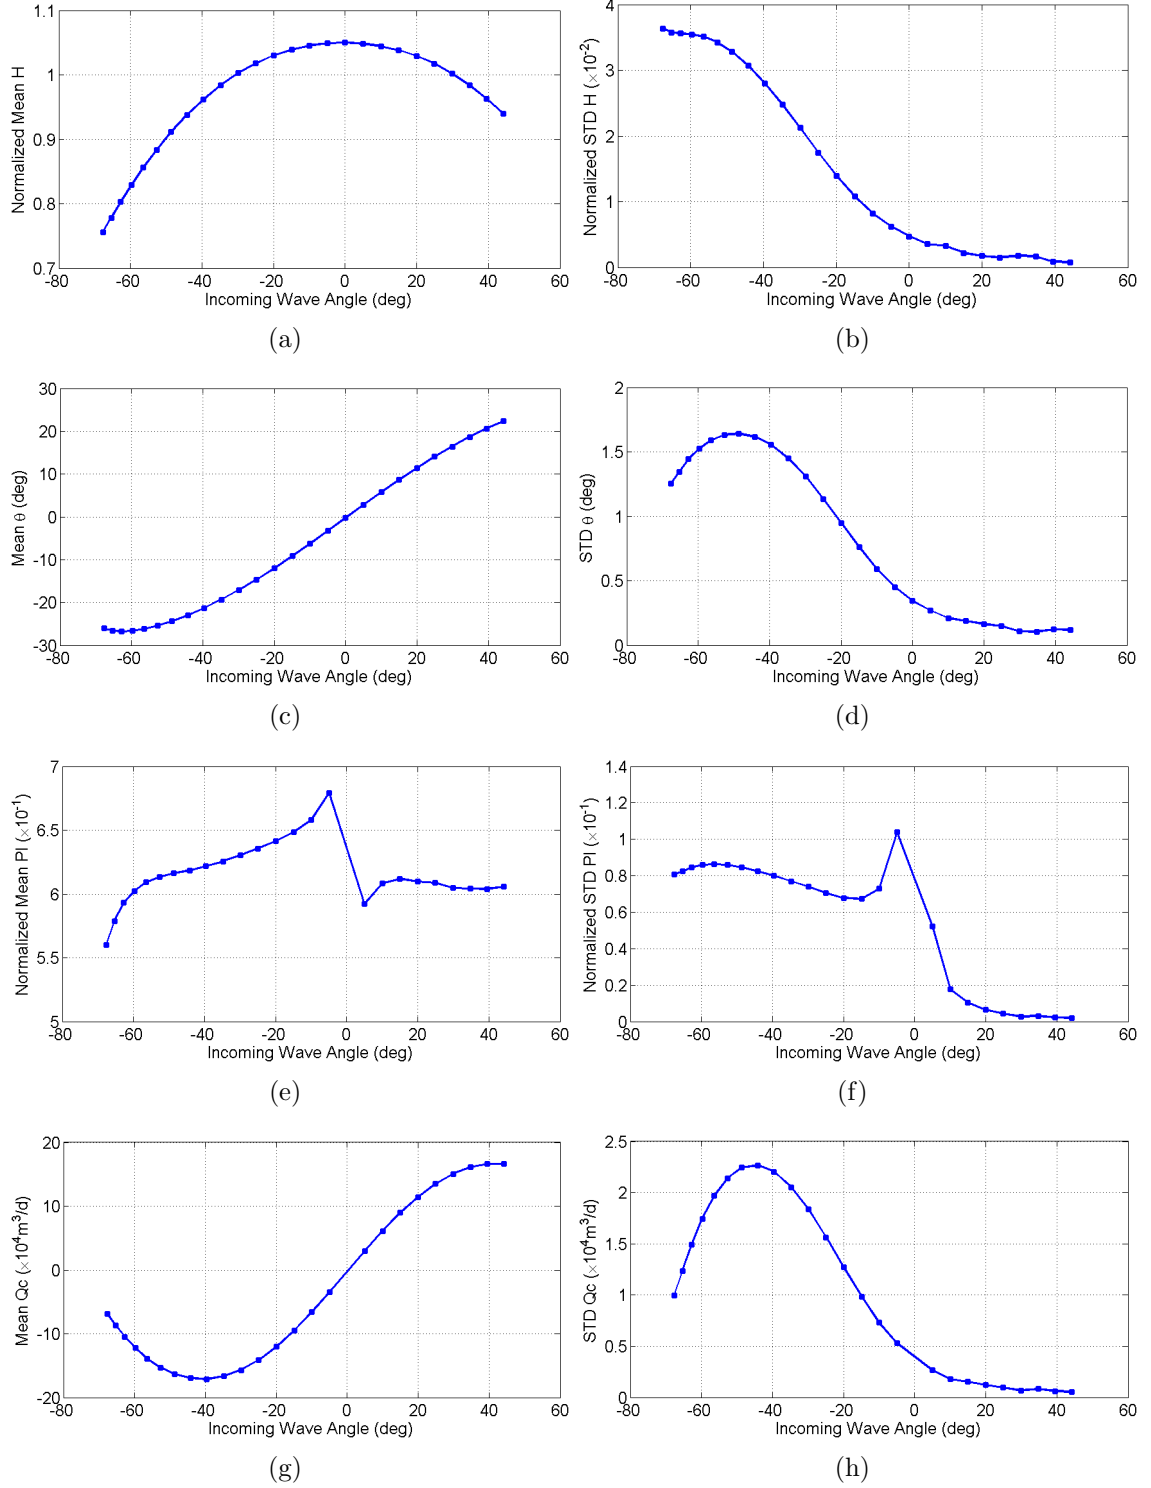 1.1
1
0.9
0.8
0.7
Normalized Mean H
-80 -60 -40 -20 0 20 40 60
Incoming Wave Angle (deg)
(a)
4
3
2
1
0
Normalized STD H (×10-2)
-80 -60 -40 -20 0 20 40 60
Incoming Wave Angle (deg)
(b)
30
20
10
0
-10
-20
-30
Mean θ (deg)
-80 -60 -40 -20 0 20 40 60
Incoming Wave Angle (deg)
(c)
2
1.5
1
0.5
0
STD θ (deg)
-80 -60 -40 -20 0 20 40 60
Incoming Wave Angle (deg)
(d)
7
6.5
6
5.5
5
Normalized Mean PI (×10-1)
-80 -60 -40 -20 0 20 40 60
Incoming Wave Angle (deg)
(e)
1.4
1.2
1
0.8
0.6
0.4
0.2
0
Normalized STD PI (×10-1)
-80 -60 -40 -20 0 20 40 60
Incoming Wave Angle (deg)
(f)
20
10
0
-10
-20
Mean Qc (×10⁴m³/d)
-80 -60 -40 -20 0 20 40 60
Incoming Wave Angle (deg)
(g)
2.5
2
1.5
1
0.5
0
STD Qc (×10⁴m³/d)
-80 -60 -40 -20 0 20 40 60
Incoming Wave Angle (deg)
(h)